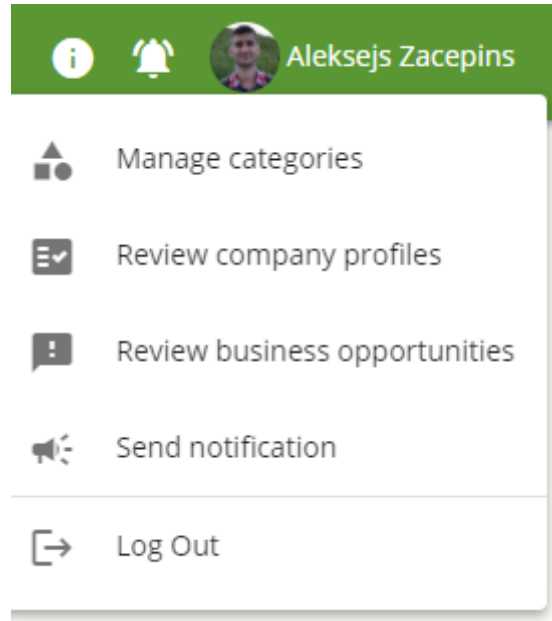 Aleksejs Zacepins
Manage categories
Review company profiles
Review business opportunities
Send notification
Log Out